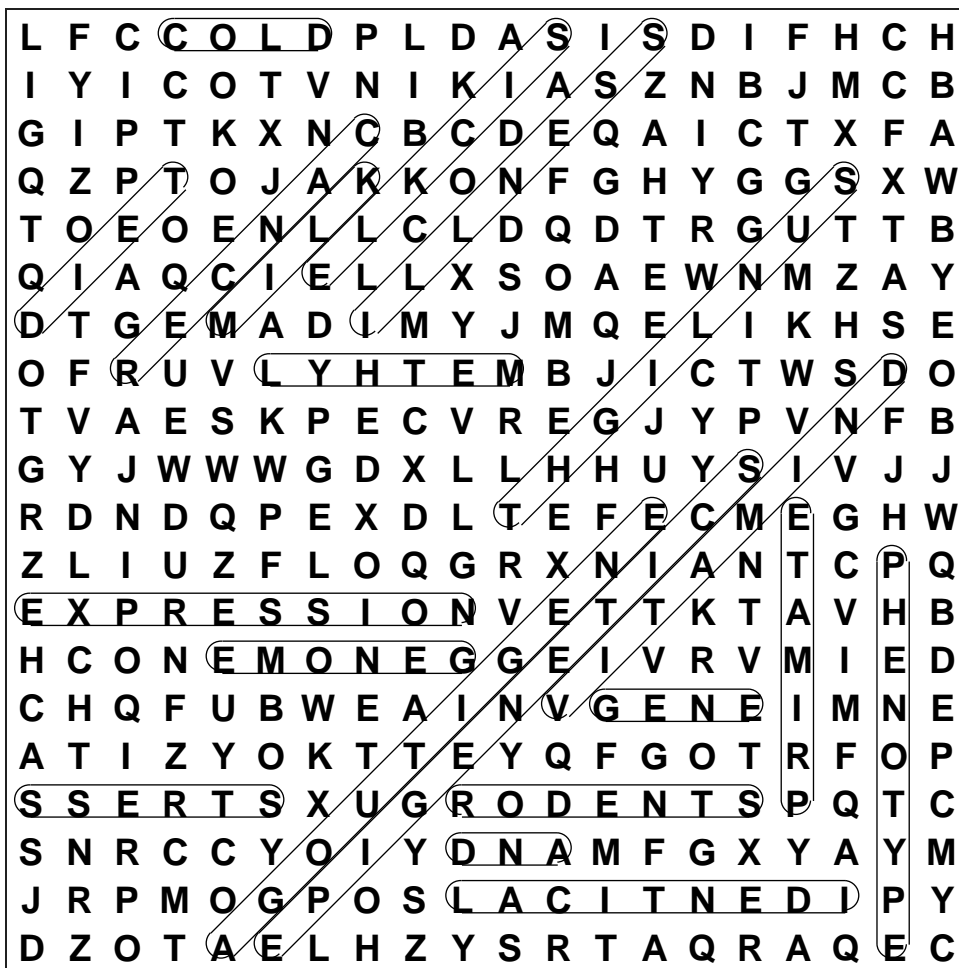 L F C C O L D P L D A S I S D I F H C H
I Y I C O T V N I K I A S Z N B J M C B
G I P T K X N C B C D E Q A I C T X F A
Q Z P T O J A K K O N F G H Y G G S X W
T O E O E N L L C L D Q D T R G U T T B
Q I A Q C I E L L X S O A E W N M Z A Y
D T G E M A D I M Y J M Q E L I K H S E
O F R U V L Y H T E M B J I C T W S D O
T V A E S K P E C V R E G J Y P V N F B
G Y J W W W G D X L L H H U Y S I V J J
R D N D Q P E X D L T E F E C M E G H W
Z L I U Z F L O Q G R X N I A N T C P Q
E X P R E S S I O N V E T T K T A V H B
H C O N E M O N E G G E I V R V M I E D
C H Q F U B W E A I N V G E N E I M N E
A T I Z Y O K T T E Y Q F G O T R F O P
S S E R T S X U G R O D E N T S P Q T C
S N R C C Y O I Y D N A M F G X Y A Y M
J R P M O G P O S L A C I T N E D I P Y
D Z O T A E L H Z Y S R T A Q R A Q E C